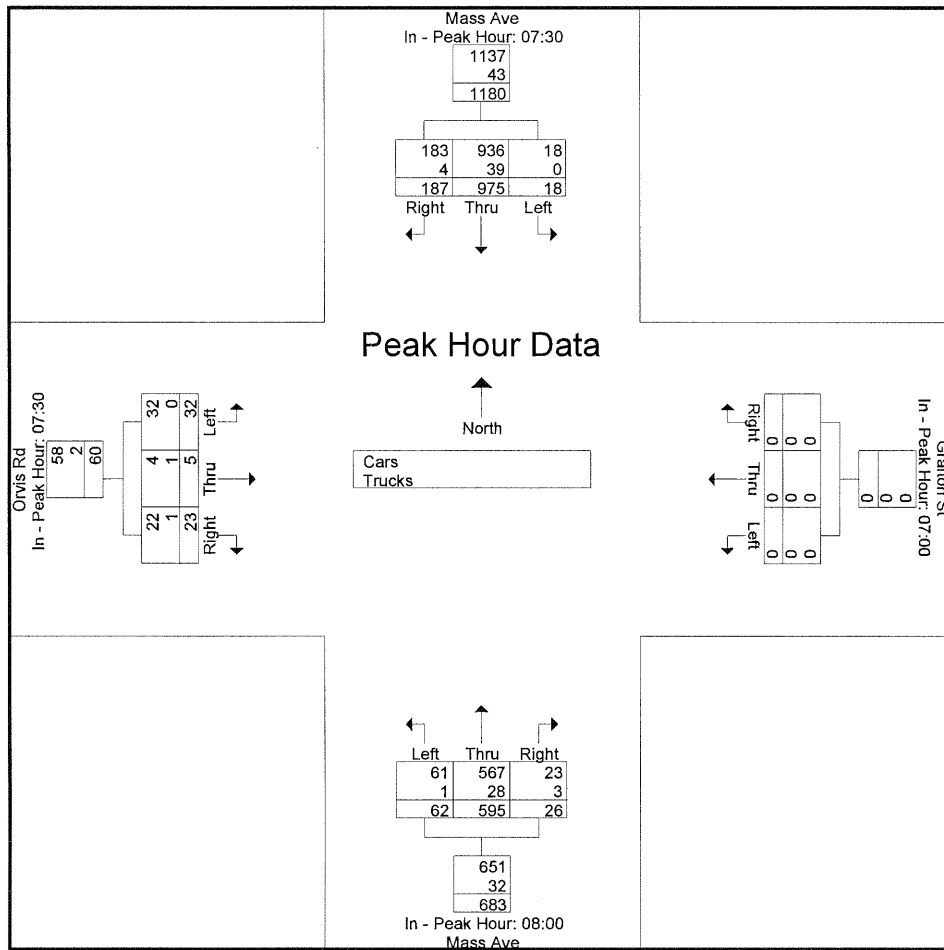 Mass Ave
In - Peak Hour: 07:30
1137
43
1180
183 936 18
4 39 0
187 975 18
Right Thru Left
Peak Hour Data
North
Cars
Trucks
Orvis Rd
In - Peak Hour: 07:30
58
2
60
32 0 32 Left
4 1 5 Thru
22 1 23 Right
Right 0 0 0
Thru 0 0 0
Left 0 0 0
0 0 0
In - Peak Hour: 07:00
Grafton St
Left Thru Right
61 567 23
1 28 3
62 595 26
651
32
683
In - Peak Hour: 08:00
Mass Ave